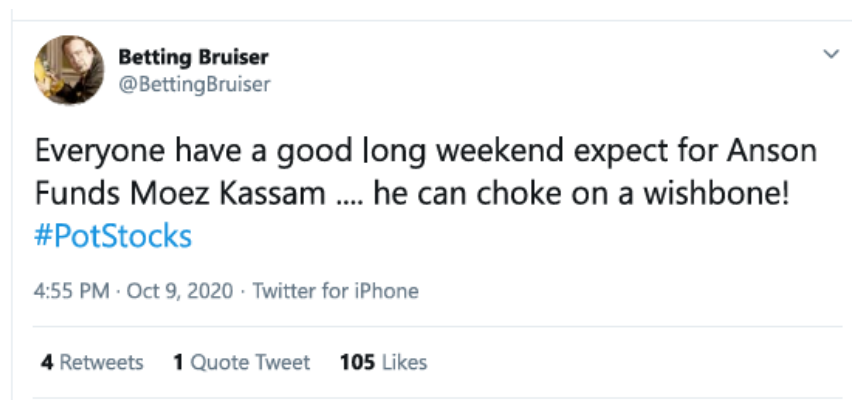 Betting Bruiser
@BettingBruiser
Everyone have a good long weekend expect for Anson
Funds Moez Kassam .... he can choke on a wishbone!
#PotStocks
4:55 PM · Oct 9, 2020 · Twitter for iPhone
4 Retweets 1 Quote Tweet 105 Likes